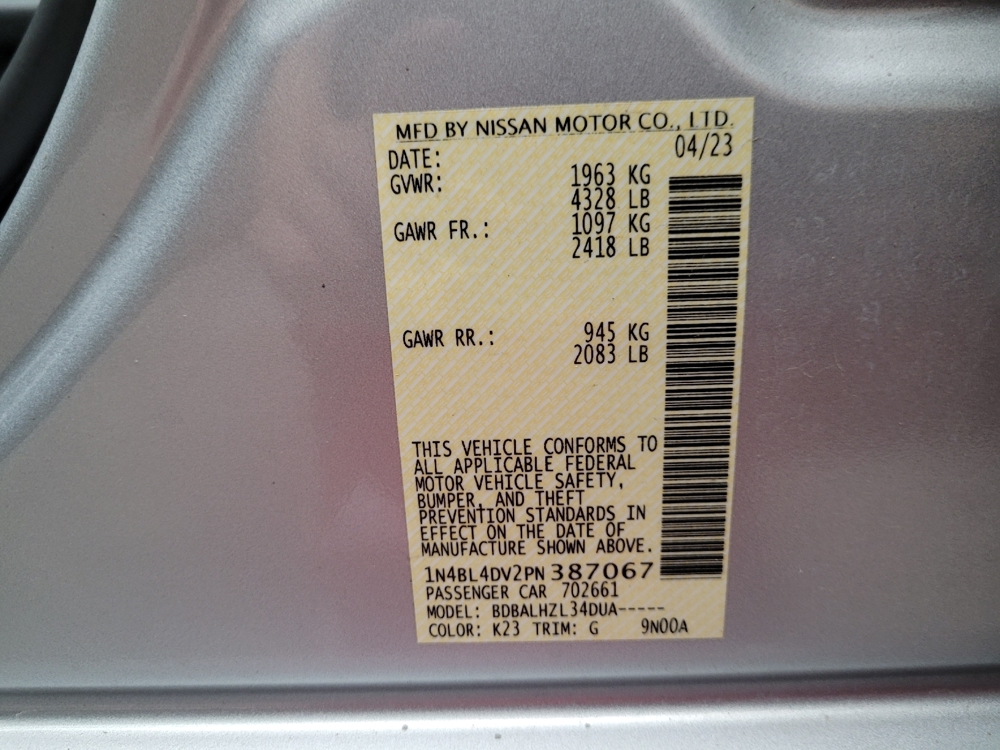 MFD BY NISSAN MOTOR CO., LTD.
DATE: 04/23
GVWR: 1963 KG
4328 LB
GAWR FR.: 1097 KG
2418 LB
GAWR RR.: 945 KG
2083 LB
THIS VEHICLE CONFORMS TO
ALL APPLICABLE FEDERAL
MOTOR VEHICLE SAFETY,
BUMPER, AND THEFT
PREVENTION STANDARDS IN
EFFECT ON THE DATE OF
MANUFACTURE SHOWN ABOVE.
1N4BL4DV2PN387067
PASSENGER CAR 702661
MODEL: BDBALHZL34DUA-----
COLOR: K23 TRIM: G 9N00A